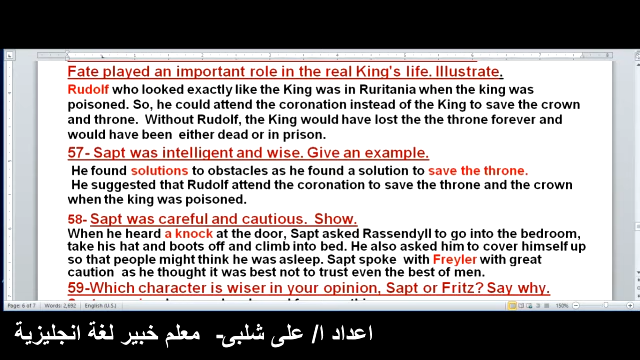 Fate played an important role in the real King's life. Illustrate.
Rudolf who looked exactly like the King was in Ruritania when the king was
poisoned. So, he could attend the coronation instead of the King to save the crown
and throne. Without Rudolf, the King would have lost the the throne forever and
would have been either dead or in prison.
57- Sapt was intelligent and wise. Give an example.
He found solutions to obstacles as he found a solution to save the throne.
He suggested that Rudolf attend the coronation to save the throne and the crown
when the king was poisoned.
58- Sapt was careful and cautious. Show.
When he heard a knock at the door, Sapt asked Rassendyll to go into the bedroom,
take his hat and boots off and climb into bed. He also asked him to cover himself up
so that people might think he was asleep. Sapt spoke with Freyler with great
caution as he thought it was best not to trust even the best of men.
59-Which character is wiser in your opinion, Sapt or Fritz? Say why.
Page: 6 of 7
Words: 2,692
English (U.S.)
150%
اعداد ا/ على شلبى- معلم خبير لغة انجليزية